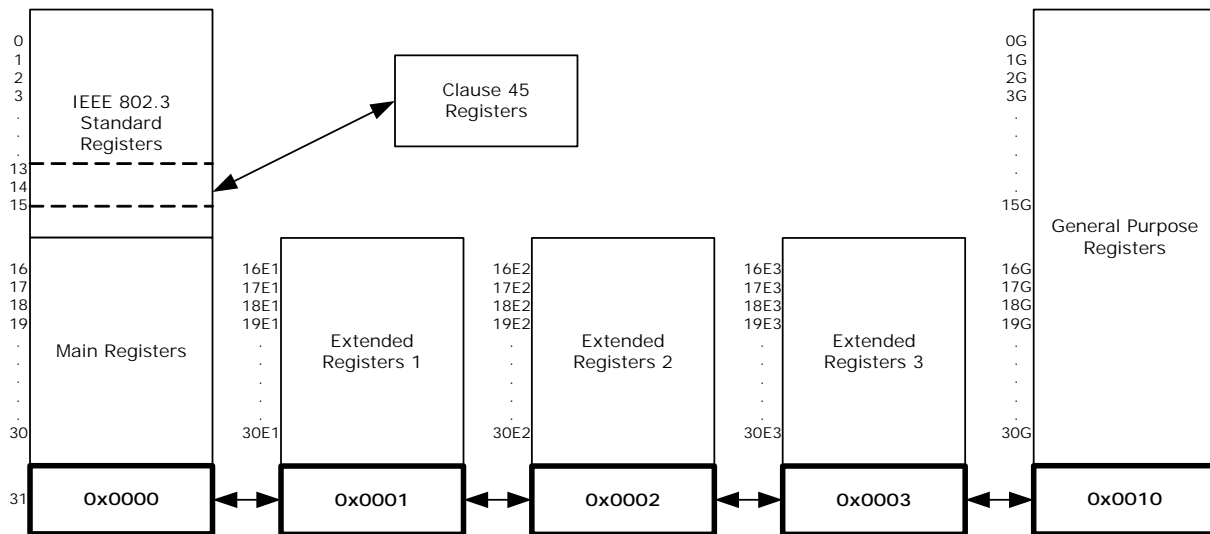 0
1
2
3
.
.
.
13
14
15
IEEE 802.3
Standard
Registers
Clause 45
Registers
0G
1G
2G
3G
.
.
.
.
.
15G
General Purpose
Registers
16
17
18
19
.
.
.
.
.
30
Main Registers
16E1
17E1
18E1
19E1
.
.
.
.
.
30E1
Extended
Registers 1
16E2
17E2
18E2
19E2
.
.
.
.
.
30E2
Extended
Registers 2
16E3
17E3
18E3
19E3
.
.
.
.
.
30E3
Extended
Registers 3
16G
17G
18G
19G
.
.
.
.
.
30G
31
0x0000
0x0001
0x0002
0x0003
0x0010